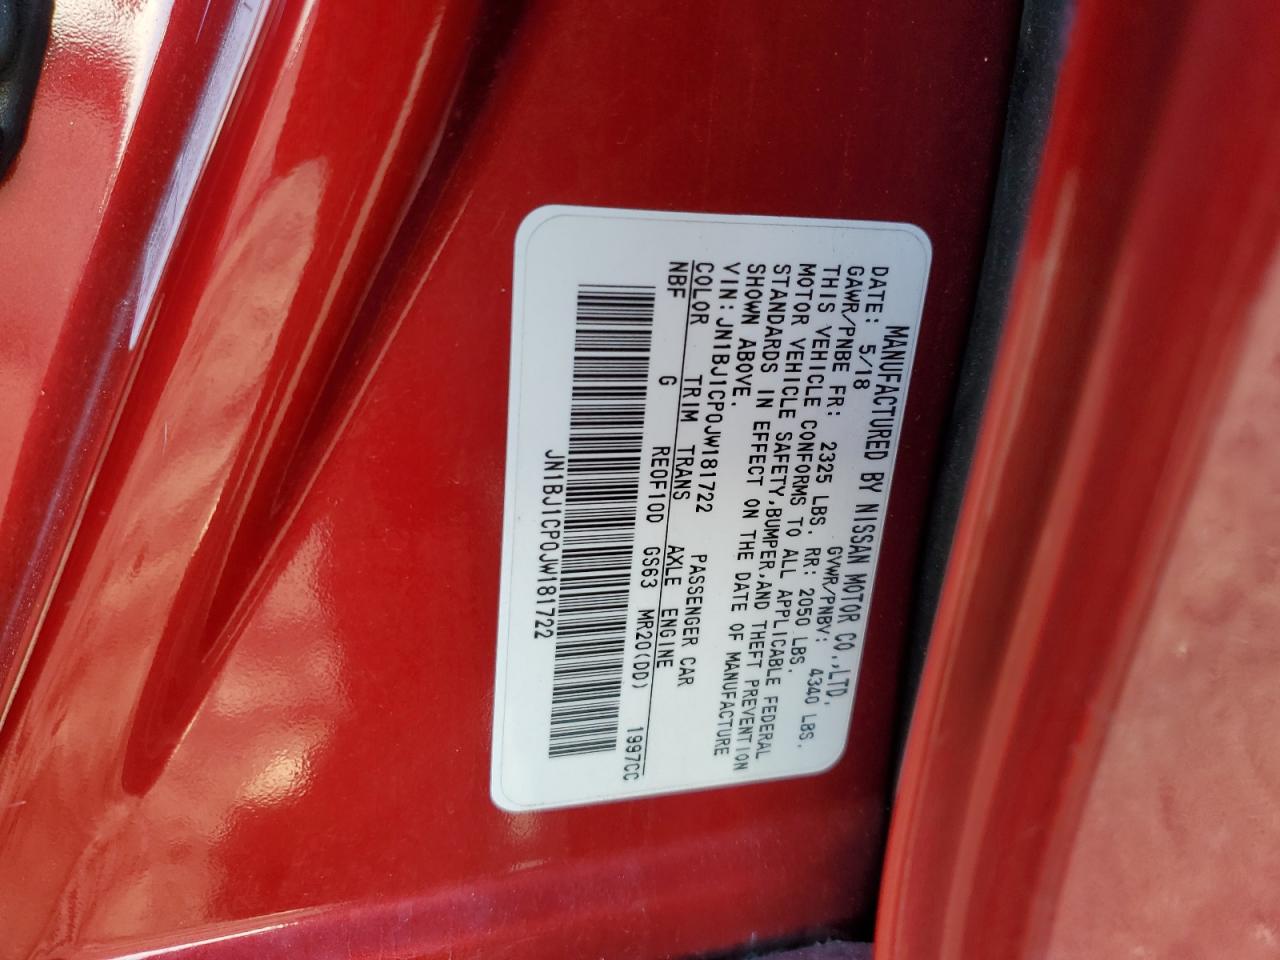 MANUFACTURED BY NISSAN MOTOR CO.,LTD.
DATE: 5/18 GVWR/PNBV: 4340 LBS.
GAWR/PNBE FR: 2325 LBS. RR: 2050 LBS.
THIS VEHICLE CONFORMS TO ALL APPLICABLE FEDERAL
MOTOR VEHICLE SAFETY,BUMPER,AND THEFT PREVENTION
STANDARDS IN EFFECT ON THE DATE OF MANUFACTURE
SHOWN ABOVE.
VIN:JN1BJ1CP0JW181722 PASSENGER CAR
COLOR TRIM TRANS AXLE ENGINE
NBF G RE0F10D GS63 MR20(DD) 1997CC
JN1BJ1CP0JW181722